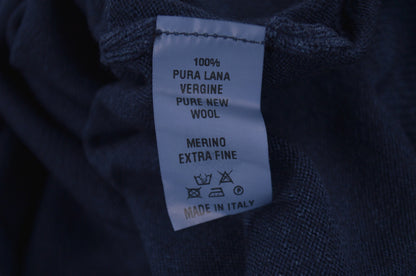 100%
PURA LANA
VERGINE
PURE NEW
WOOL
MERINO
EXTRA FINE
MADE IN ITALY